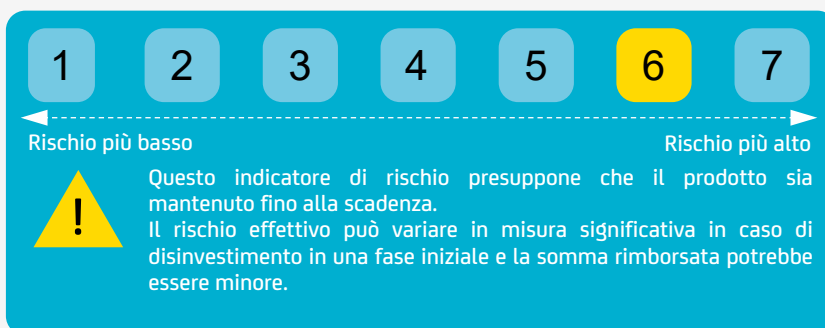 1 2 3 4 5 6 7
Rischio più basso Rischio più alto
!
Questo indicatore di rischio presuppone che il prodotto sia
mantenuto fino alla scadenza.
Il rischio effettivo può variare in misura significativa in caso di
disinvestimento in una fase iniziale e la somma rimborsata potrebbe
essere minore.